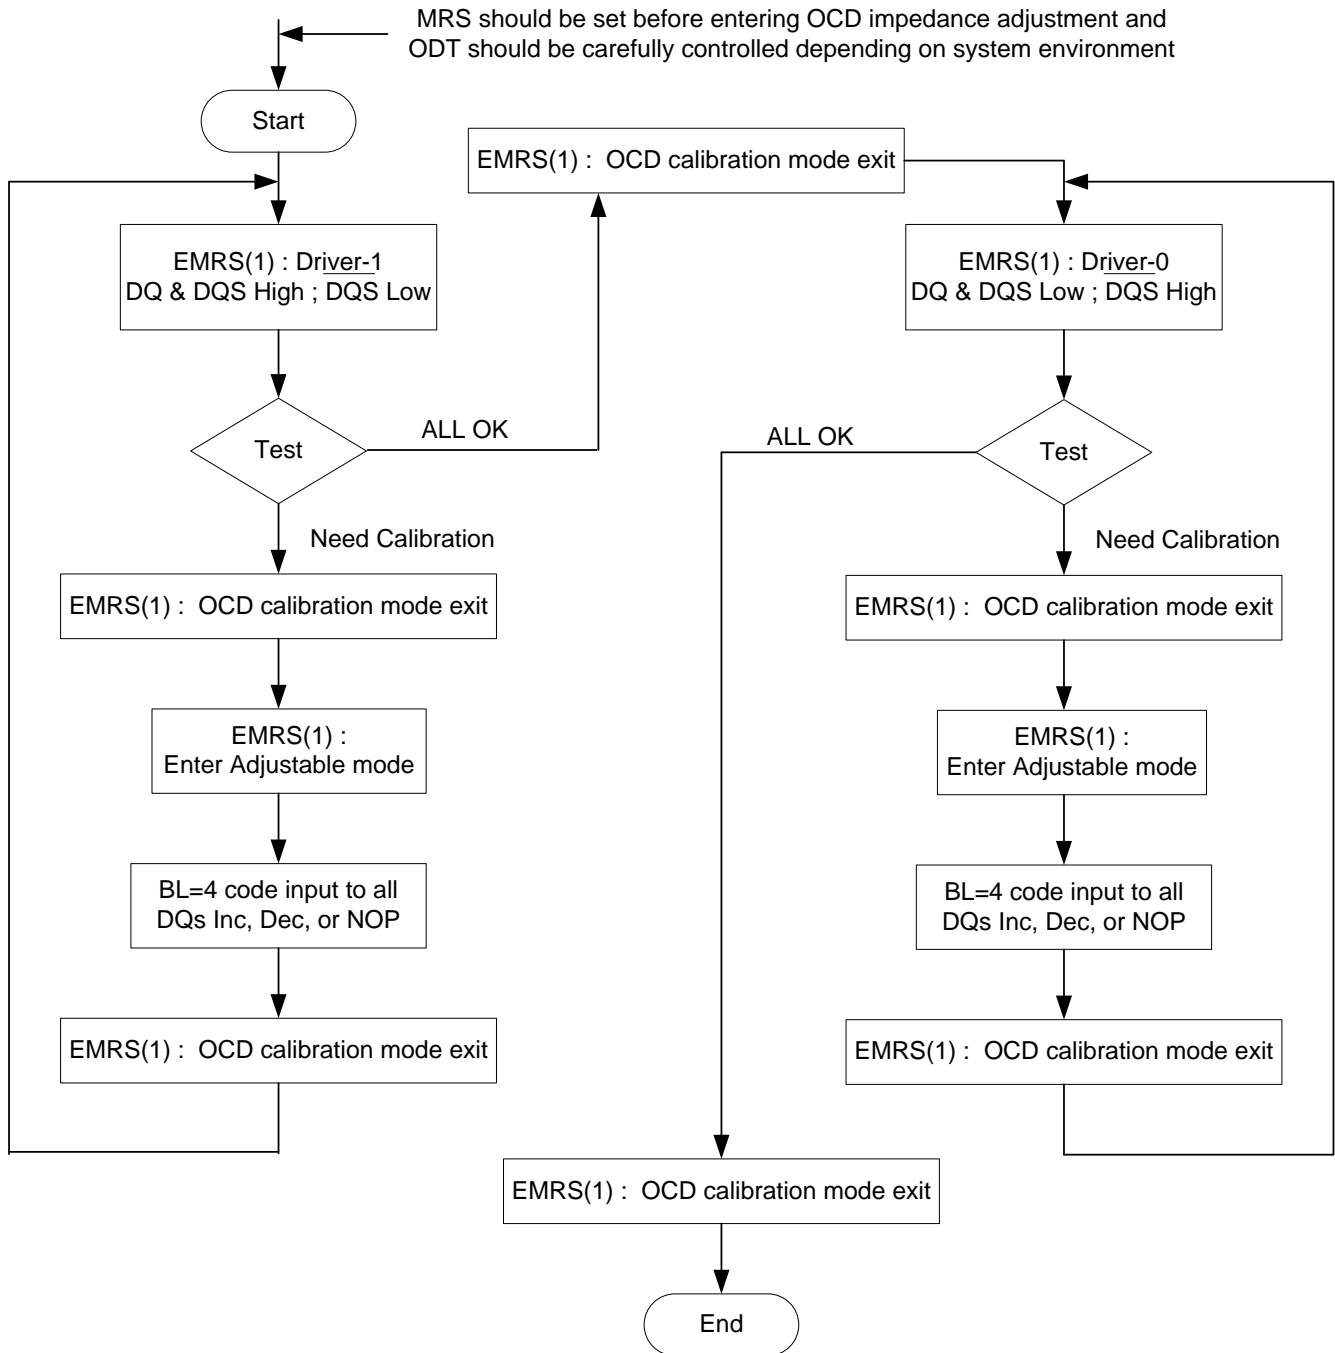 MRS should be set before entering OCD impedance adjustment and
ODT should be carefully controlled depending on system environment
Start
EMRS(1) : Driver-1
DQ & DQS High ; D̅Q̅S̅ Low
Test
ALL OK
Need Calibration
EMRS(1) : OCD calibration mode exit
EMRS(1) :
Enter Adjustable mode
BL=4 code input to all
DQs Inc, Dec, or NOP
EMRS(1) : OCD calibration mode exit
EMRS(1) : OCD calibration mode exit
EMRS(1) : Driver-0
DQ & DQS Low ; D̅Q̅S̅ High
Test
ALL OK
Need Calibration
EMRS(1) : OCD calibration mode exit
EMRS(1) :
Enter Adjustable mode
BL=4 code input to all
DQs Inc, Dec, or NOP
EMRS(1) : OCD calibration mode exit
EMRS(1) : OCD calibration mode exit
End